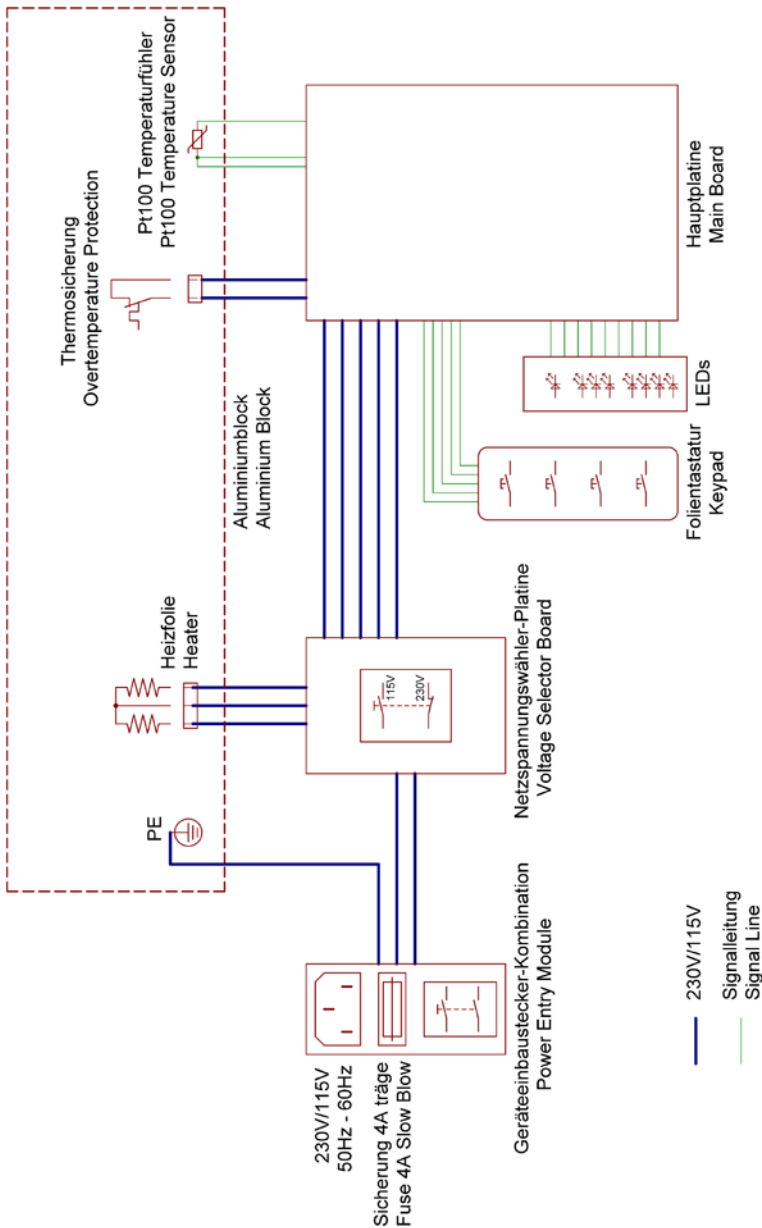 Thermosicherung
Overtemperature Protection
Pt100 Temperaturfühler
Pt100 Temperature Sensor
Aluminiumblock
Aluminium Block
Heizfolie
Heater
PE
230V/115V
50Hz - 60Hz
Sicherung 4A träge
Fuse 4A Slow Blow
Geräteeinbaustecker-Kombination
Power Entry Module
115V
230V
Netzspannungswähler-Platine
Voltage Selector Board
Folientastatur
Keypad
LEDs
Hauptplatine
Main Board
230V/115V
Signalleitung
Signal Line